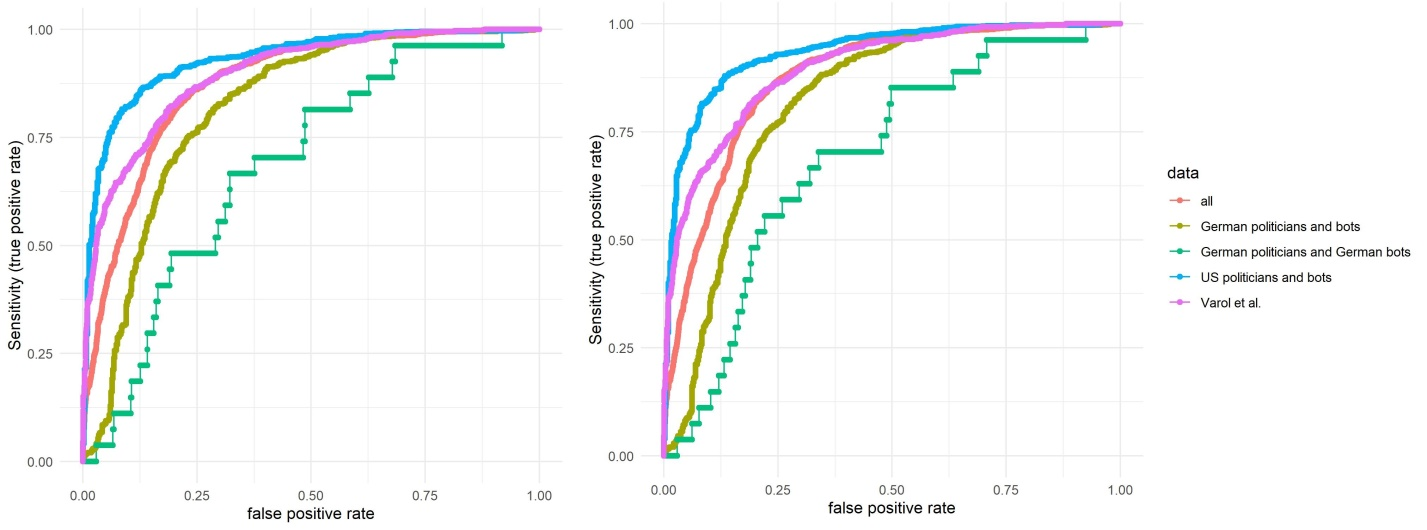 Sensitivity (true positive rate)
1.00
0.75
0.50
0.25
0.00
0.00 0.25 0.50 0.75 1.00
false positive rate
Sensitivity (true positive rate)
1.00
0.75
0.50
0.25
0.00
0.00 0.25 0.50 0.75 1.00
false positive rate
data
all
German politicians and bots
German politicians and German bots
US politicians and bots
Varol et al.